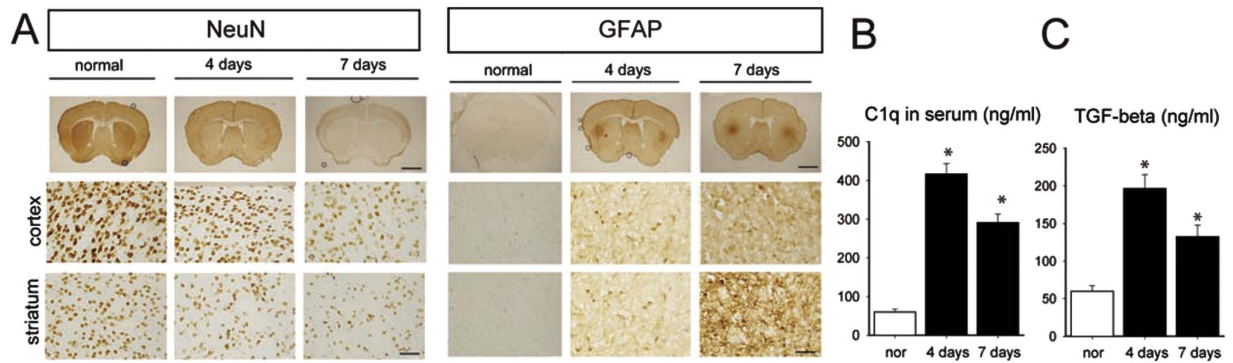 A
NeuN
GFAP
normal
4 days
7 days
normal
4 days
7 days
cortex
striatum
B
C1q in serum (ng/ml)
500
400
300
200
100
0
nor
4 days
7 days
*
*
C
TGF-beta (ng/ml)
250
200
150
100
50
0
nor
4 days
7 days
*
*